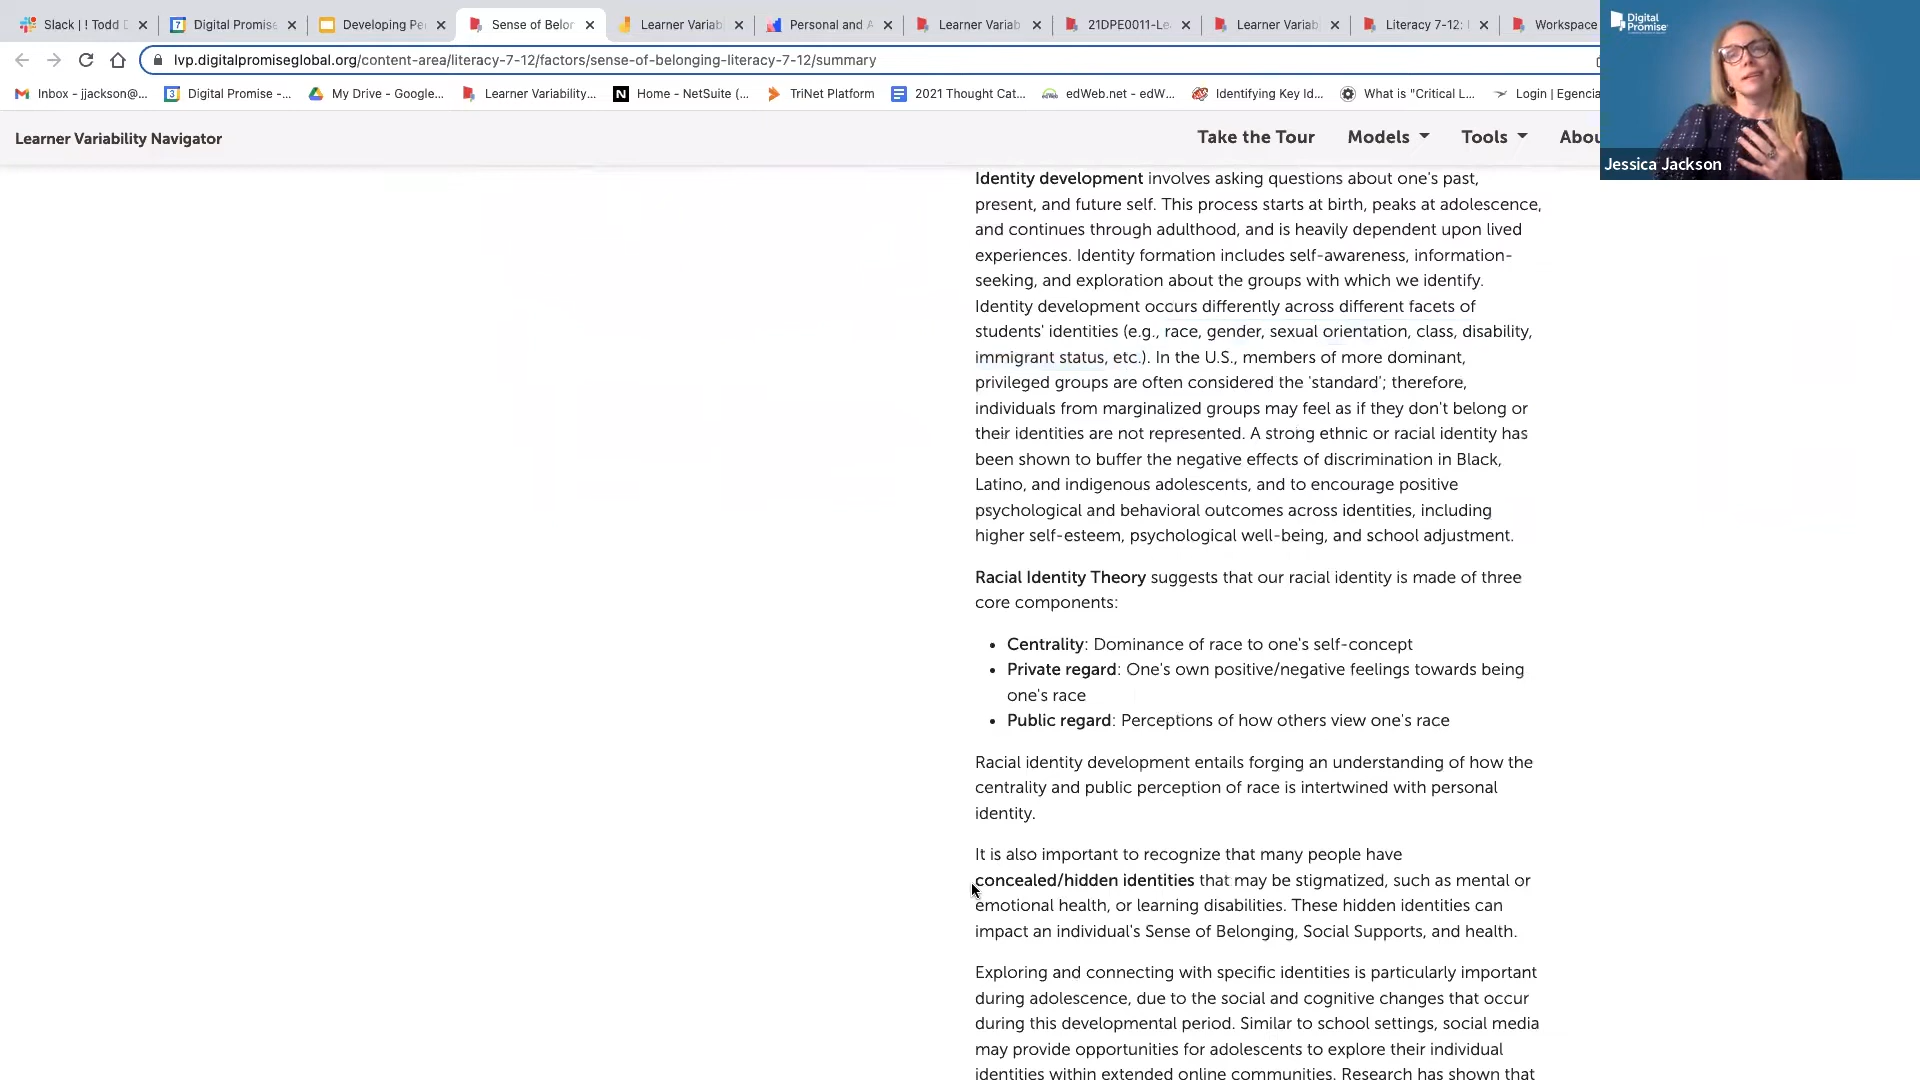 Slack | ! Todd D
Digital Promise
Developing Pe
Sense of Belon
Learner Variab
Personal and A
Learner Variab
21DPE0011-Le
Learner Variab
Literacy 7-12:
Workspace
lvp.digitalpromiseglobal.org/content-area/literacy-7-12/factors/sense-of-belonging-literacy-7-12/summary
Inbox - jjackson@...
Digital Promise -...
My Drive - Google...
Learner Variability...
Home - NetSuite (...
TriNet Platform
2021 Thought Cat...
edWeb.net - edW...
Identifying Key Id...
What is "Critical L...
Login | Egencia
Digital
Promise
Jessica Jackson
Learner Variability Navigator
Take the Tour
Models
Tools
Abou
Identity development involves asking questions about one's past,
present, and future self. This process starts at birth, peaks at adolescence,
and continues through adulthood, and is heavily dependent upon lived
experiences. Identity formation includes self-awareness, information-
seeking, and exploration about the groups with which we identify.
Identity development occurs differently across different facets of
students' identities (e.g., race, gender, sexual orientation, class, disability,
immigrant status, etc.). In the U.S., members of more dominant,
privileged groups are often considered the 'standard'; therefore,
individuals from marginalized groups may feel as if they don't belong or
their identities are not represented. A strong ethnic or racial identity has
been shown to buffer the negative effects of discrimination in Black,
Latino, and indigenous adolescents, and to encourage positive
psychological and behavioral outcomes across identities, including
higher self-esteem, psychological well-being, and school adjustment.
Racial Identity Theory suggests that our racial identity is made of three
core components:
• Centrality: Dominance of race to one's self-concept
• Private regard: One's own positive/negative feelings towards being
one's race
• Public regard: Perceptions of how others view one's race
Racial identity development entails forging an understanding of how the
centrality and public perception of race is intertwined with personal
identity.
It is also important to recognize that many people have
concealed/hidden identities that may be stigmatized, such as mental or
emotional health, or learning disabilities. These hidden identities can
impact an individual's Sense of Belonging, Social Supports, and health.
Exploring and connecting with specific identities is particularly important
during adolescence, due to the social and cognitive changes that occur
during this developmental period. Similar to school settings, social media
may provide opportunities for adolescents to explore their individual
identities within extended online communities. Research has shown that